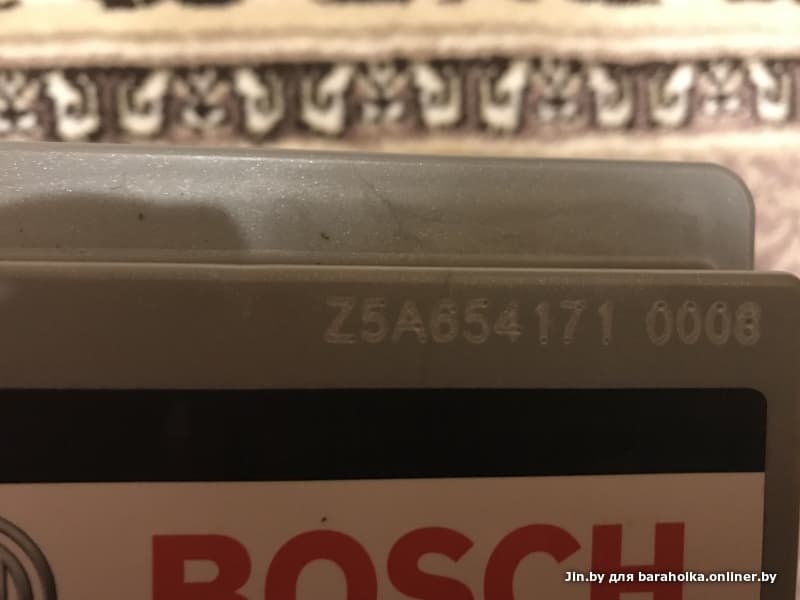 Z5A654171 0008
BOSCH
Jin.by для baraholka.onliner.by